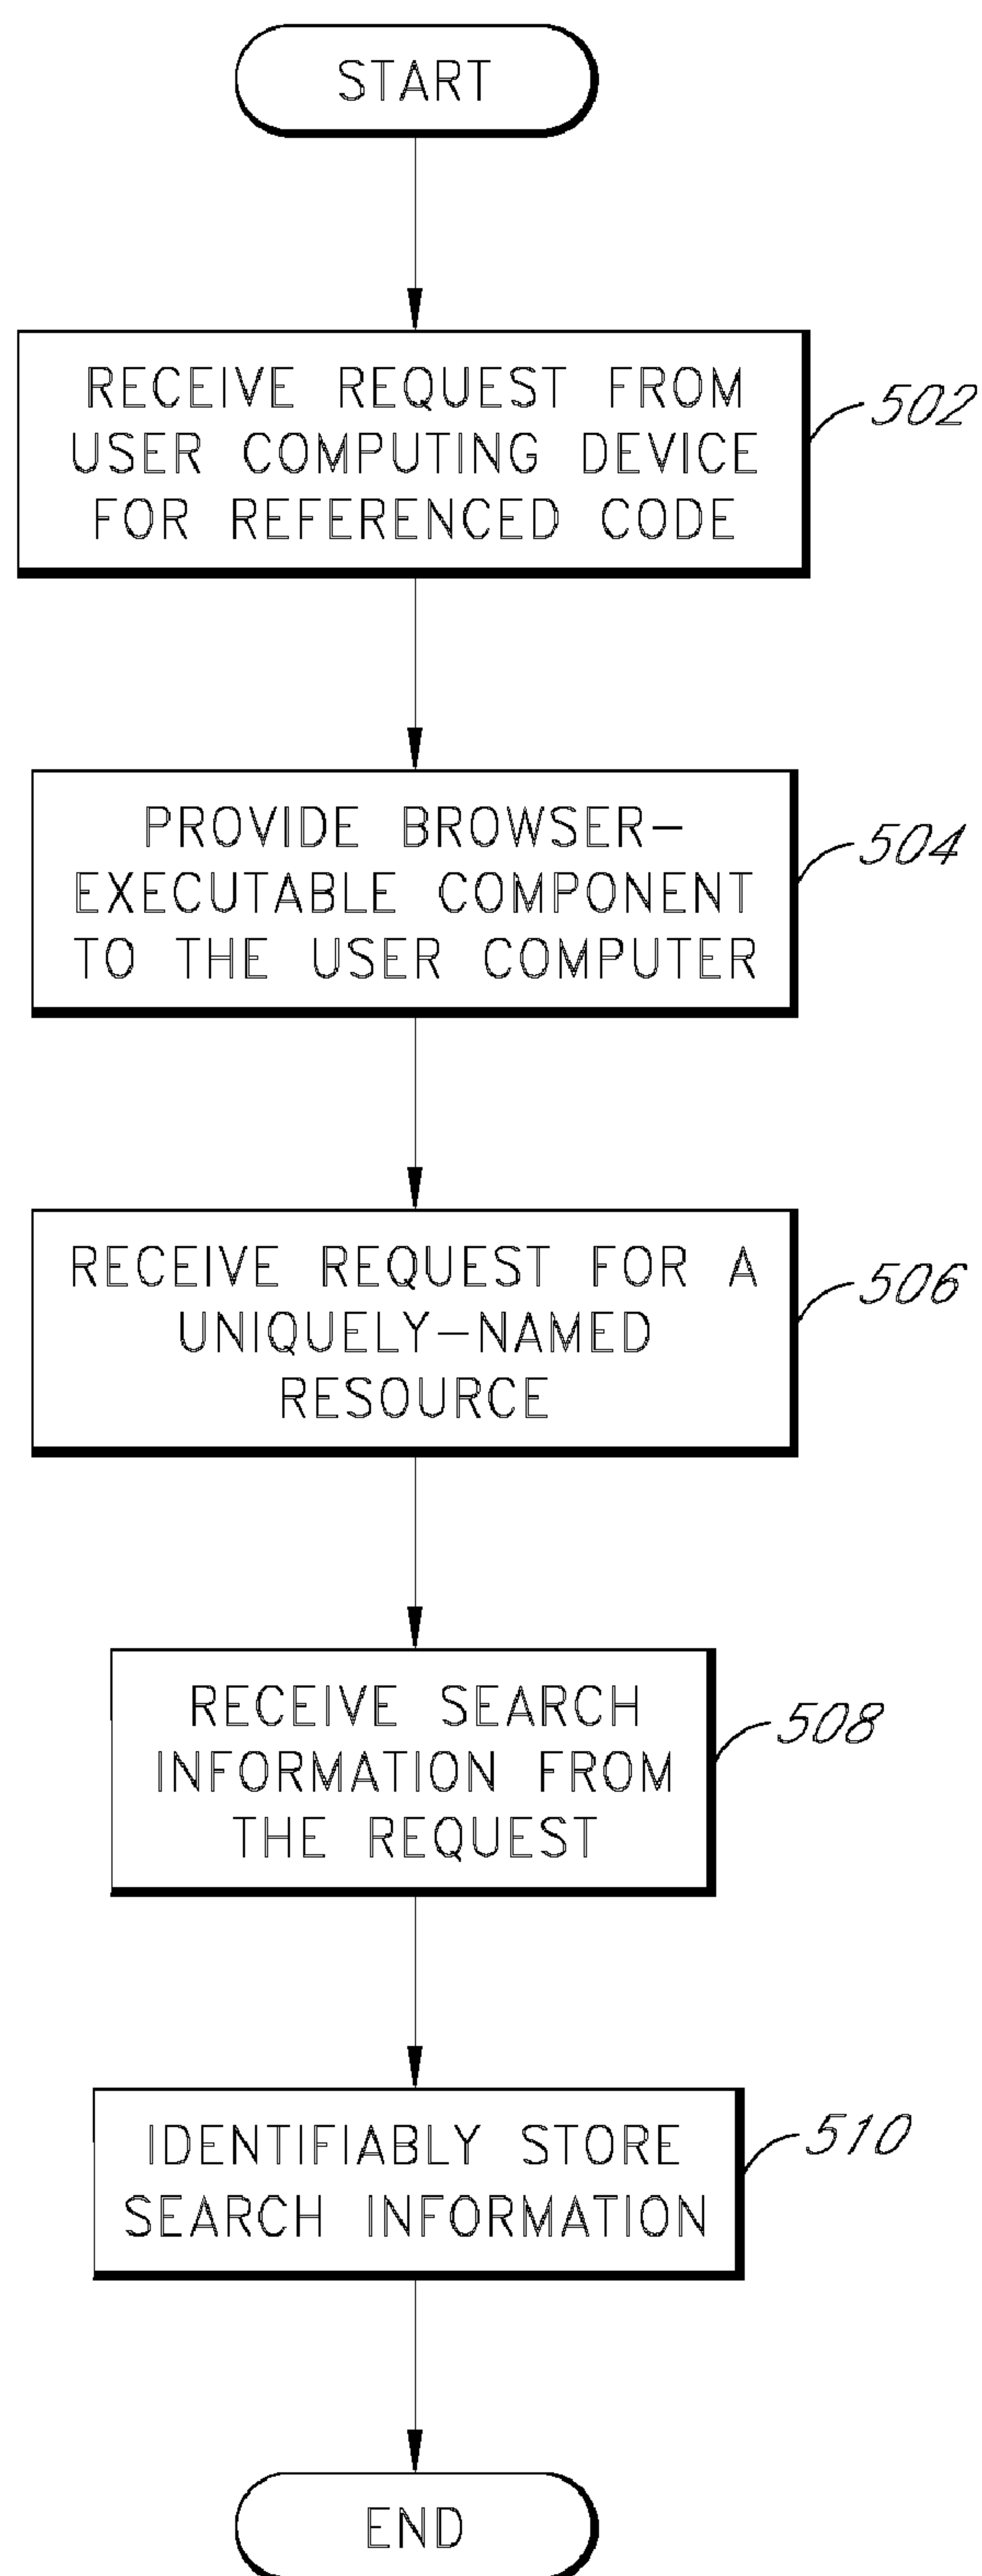 START
RECEIVE REQUEST FROM
USER COMPUTING DEVICE
FOR REFERENCED CODE
502
PROVIDE BROWSER-
EXECUTABLE COMPONENT
TO THE USER COMPUTER
504
RECEIVE REQUEST FOR A
UNIQUELY-NAMED
RESOURCE
506
RECEIVE SEARCH
INFORMATION FROM
THE REQUEST
508
IDENTIFIABLY STORE
SEARCH INFORMATION
510
END